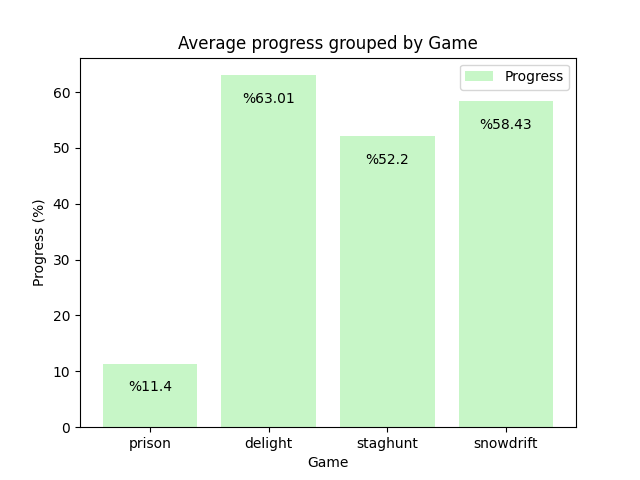 Average progress grouped by Game
Progress
Progress (%)
60
50
40
30
20
10
0
%11.4
%63.01
%52.2
%58.43
prison
delight
staghunt
snowdrift
Game